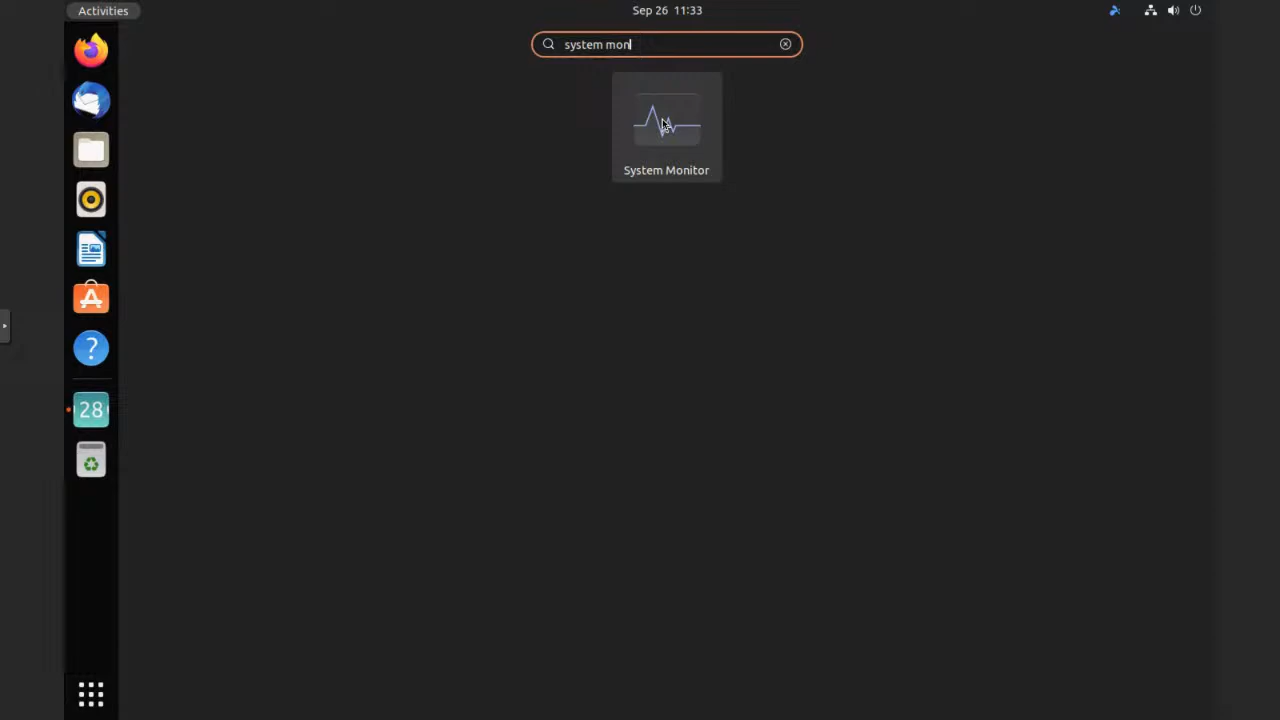 Activities
Sep 26 11:33
system mon
System Monitor
?
28